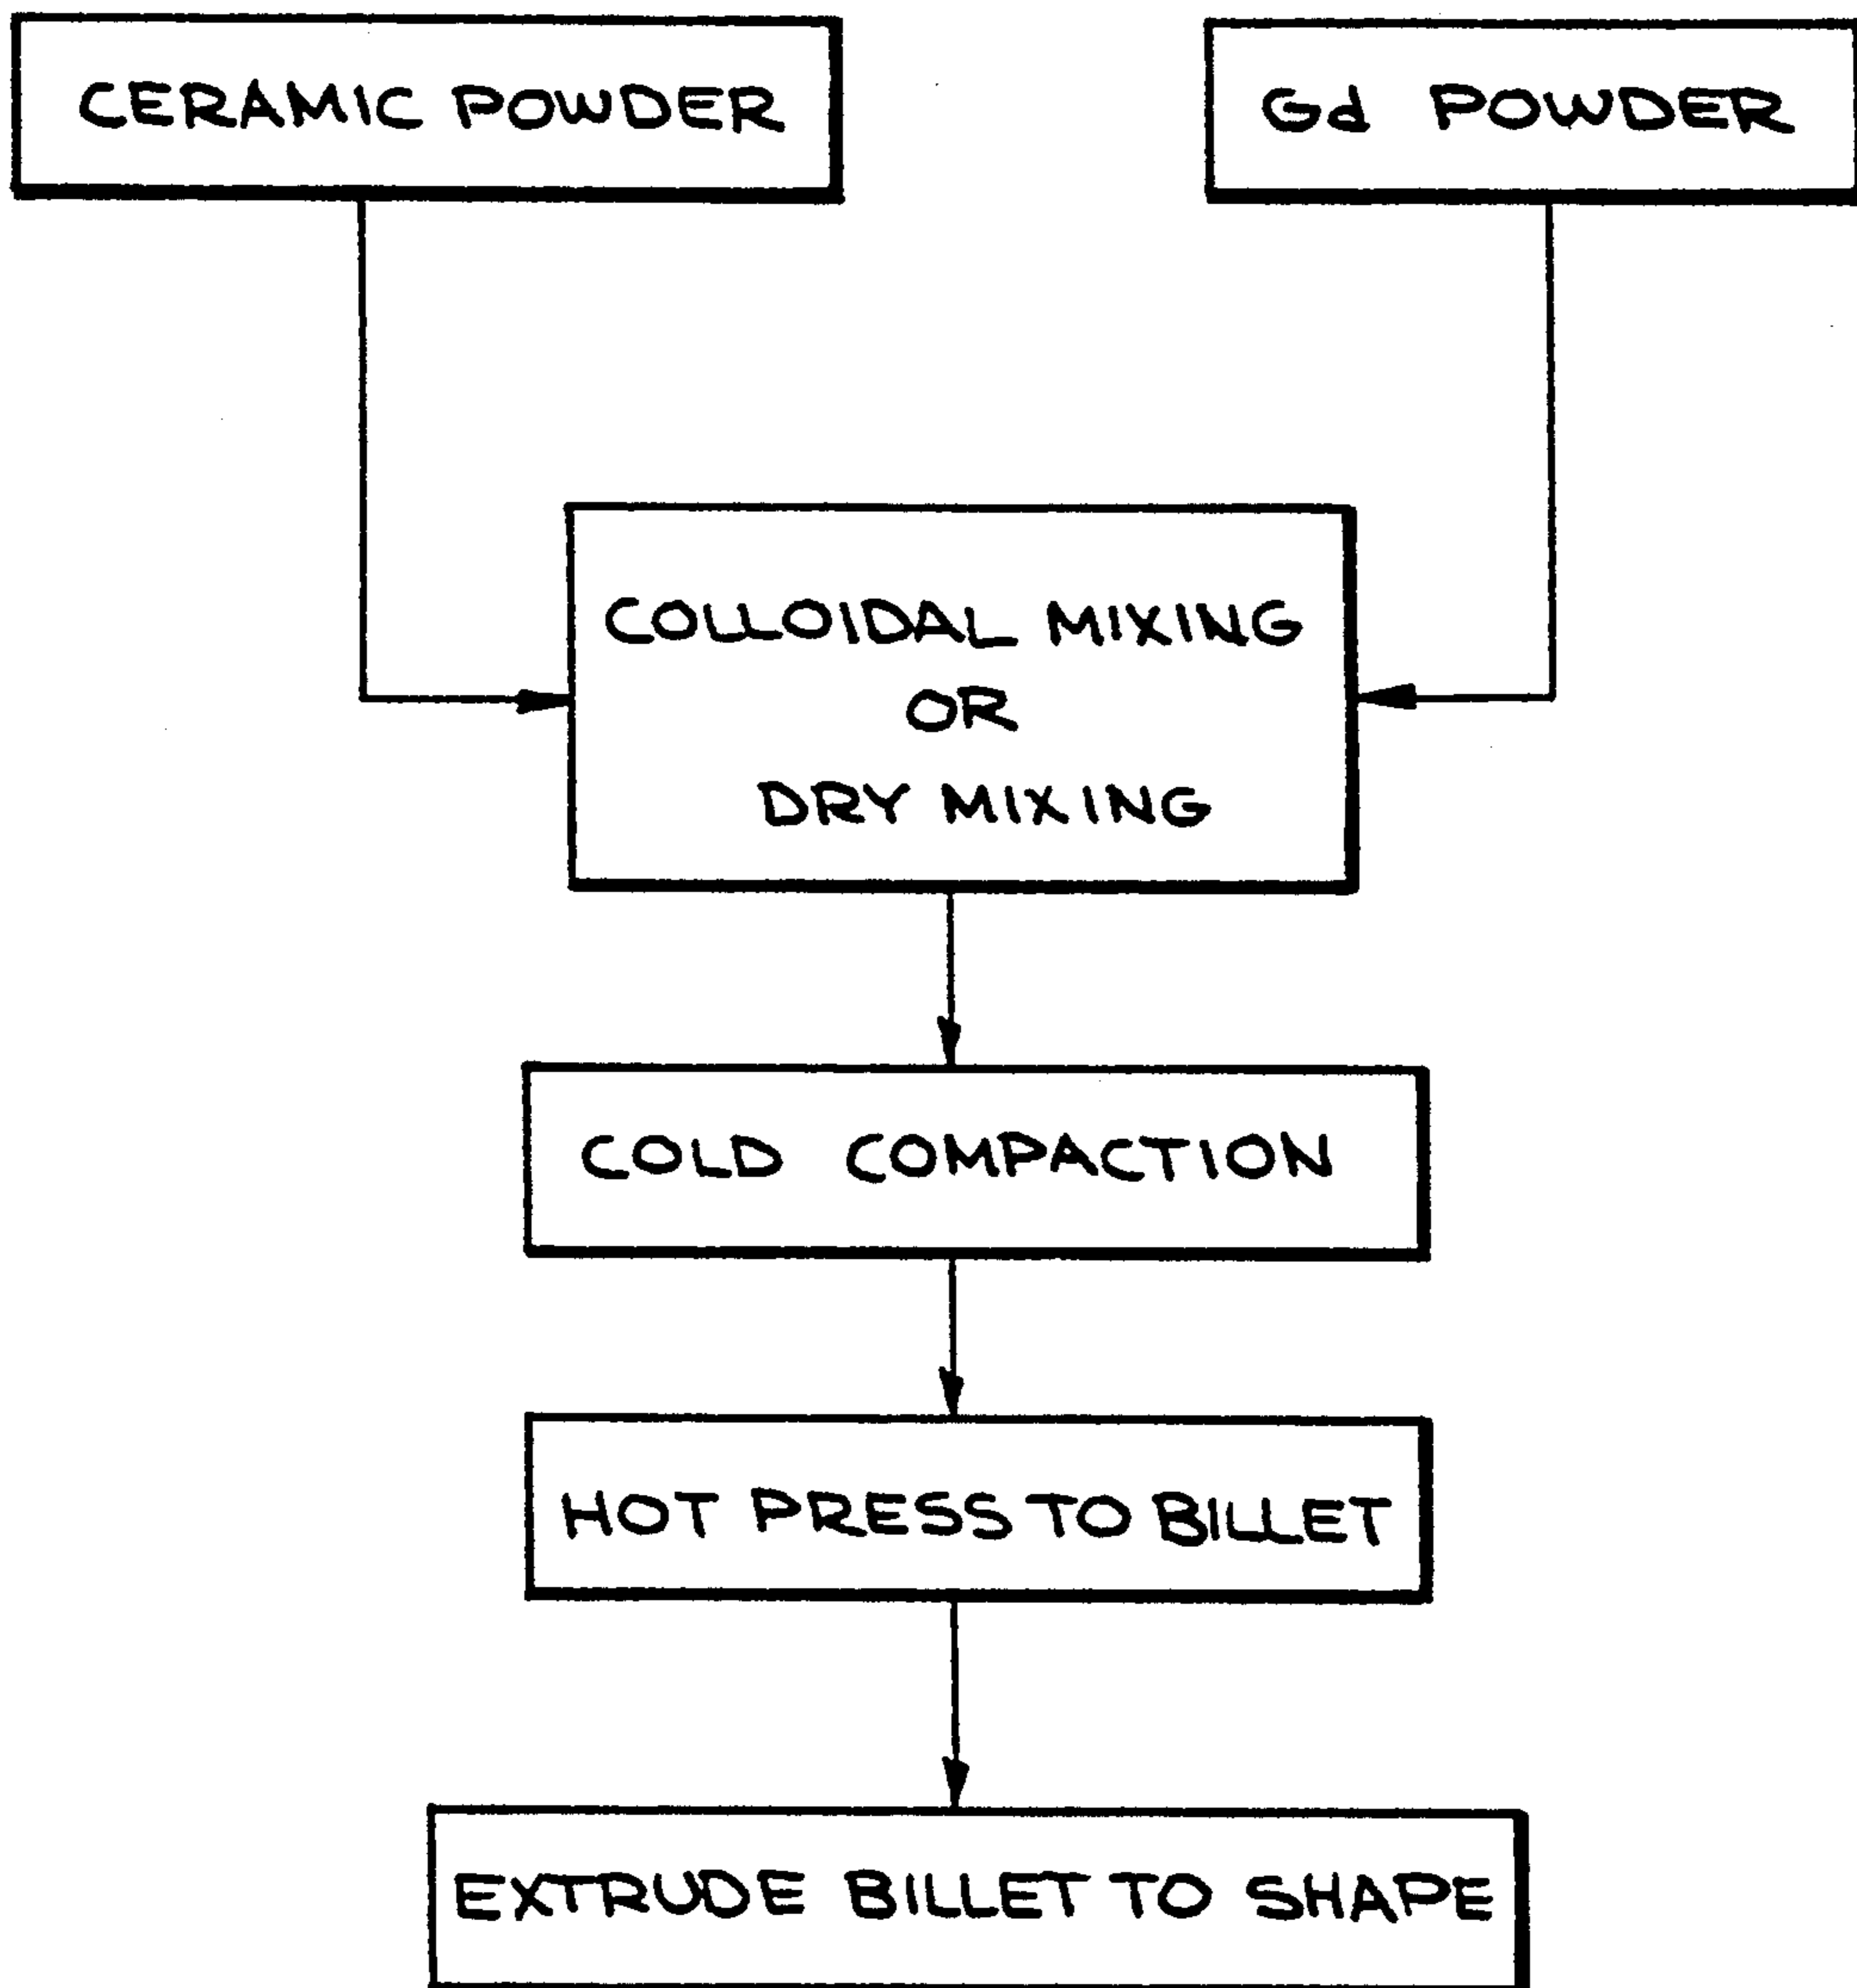 CERAMIC POWDER
Gd POWDER
COLLOIDAL MIXING
OR
DRY MIXING
COLD COMPACTION
HOT PRESS TO BILLET
EXTRUDE BILLET TO SHAPE